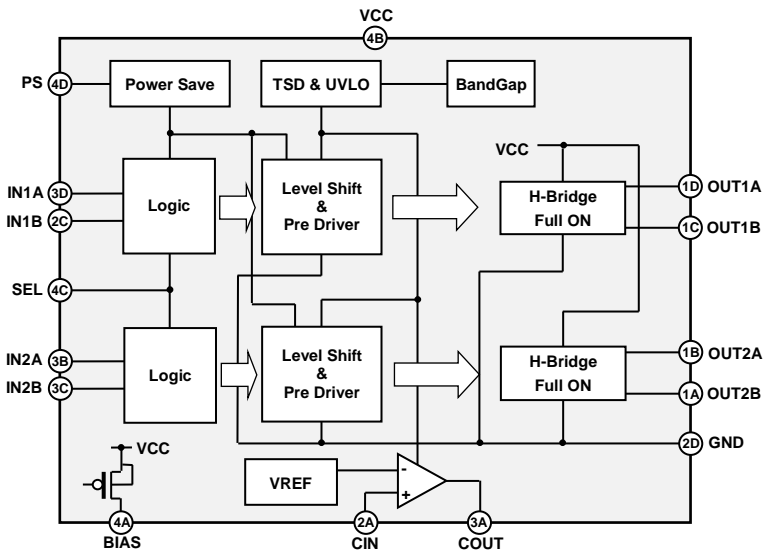 VCC
4B
PS
4D
Power Save
TSD & UVLO
BandGap
VCC
IN1A
3D
IN1B
2C
Logic
Level Shift
&
Pre Driver
H-Bridge
Full ON
1D
OUT1A
1C
OUT1B
SEL
4C
IN2A
3B
IN2B
3C
Logic
Level Shift
&
Pre Driver
H-Bridge
Full ON
1B
OUT2A
1A
OUT2B
2D
GND
VCC
VREF
-
+
4A
BIAS
2A
CIN
3A
COUT